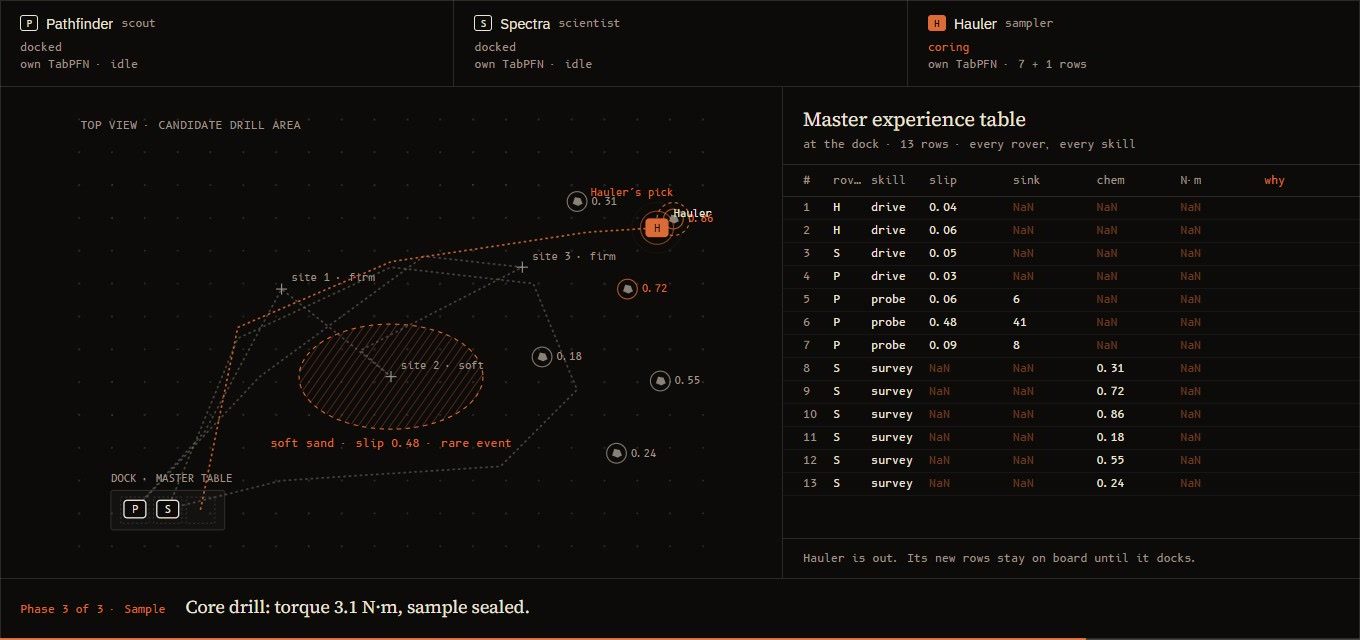 P Pathfinder scout
docked
own TabPFN · idle
S Spectra scientist
docked
own TabPFN · idle
H Hauler sampler
coring
own TabPFN · 7 + 1 rows
TOP VIEW · CANDIDATE DRILL AREA
Hauler's pick
0.31
Hauler
H
0.86
site 3 · firm
site 1 · firm
0.72
0.18
site 2 · soft
0.55
soft sand · slip 0.48 · rare event
0.24
DOCK · MASTER TABLE
P S
Master experience table
at the dock · 13 rows · every rover, every skill
# rov… skill slip sink chem N·m why
1 H drive 0.04 NaN NaN NaN
2 H drive 0.06 NaN NaN NaN
3 S drive 0.05 NaN NaN NaN
4 P drive 0.03 NaN NaN NaN
5 P probe 0.06 6 NaN NaN
6 P probe 0.48 41 NaN NaN
7 P probe 0.09 8 NaN NaN
8 S survey NaN NaN 0.31 NaN
9 S survey NaN NaN 0.72 NaN
10 S survey NaN NaN 0.86 NaN
11 S survey NaN NaN 0.18 NaN
12 S survey NaN NaN 0.55 NaN
13 S survey NaN NaN 0.24 NaN
Hauler is out. Its new rows stay on board until it docks.
Phase 3 of 3 · Sample Core drill: torque 3.1 N·m, sample sealed.